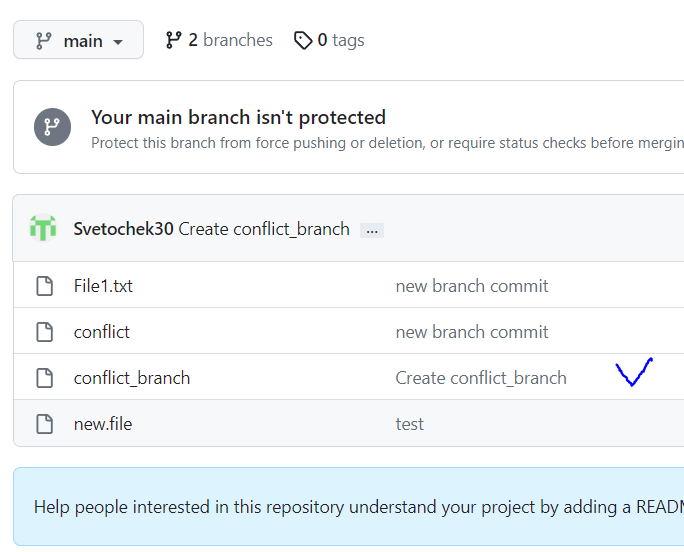 main 2 branches 0 tags
Your main branch isn't protected
Protect this branch from force pushing or deletion, or require status checks before mergin
Svetochek30 Create conflict_branch ...
File1.txt new branch commit
conflict new branch commit
conflict_branch Create conflict_branch
new.file test
Help people interested in this repository understand your project by adding a READ